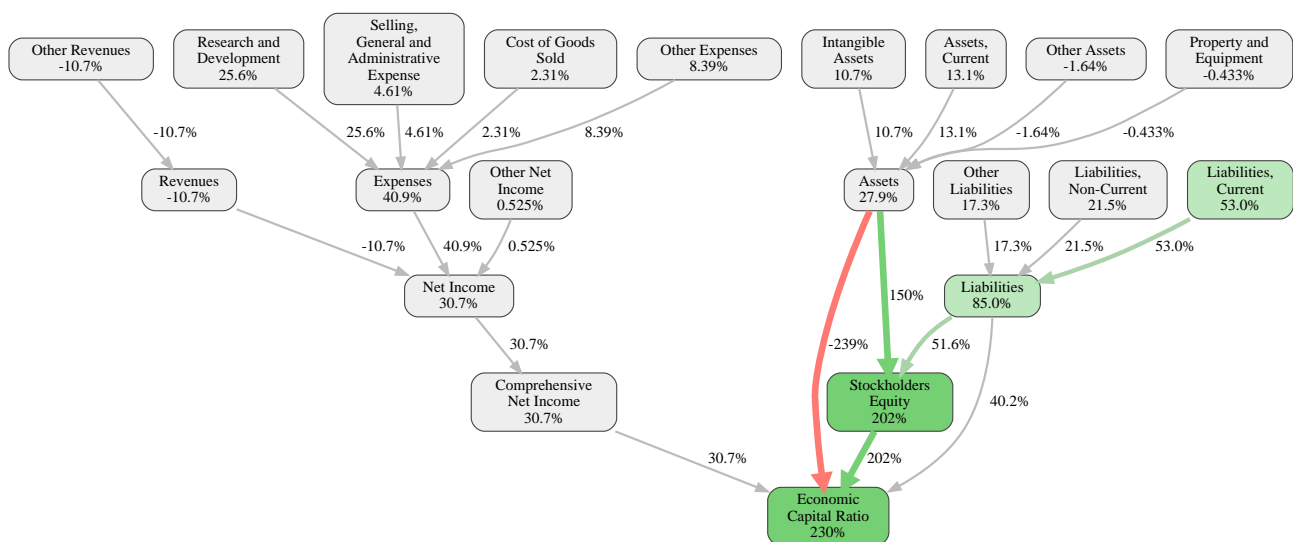 Other Revenues
-10.7%
Research and
Development
25.6%
Selling,
General and
Administrative
Expense
4.61%
Cost of Goods
Sold
2.31%
Other Expenses
8.39%
Intangible
Assets
10.7%
Assets,
Current
13.1%
Other Assets
-1.64%
Property and
Equipment
-0.433%
-10.7%
25.6%
4.61%
2.31%
8.39%
10.7%
13.1%
-1.64%
-0.433%
Revenues
-10.7%
Expenses
40.9%
Other Net
Income
0.525%
Assets
27.9%
Other
Liabilities
17.3%
Liabilities,
Non-Current
21.5%
Liabilities,
Current
53.0%
-10.7%
40.9%
0.525%
17.3%
21.5%
53.0%
Net Income
30.7%
150%
Liabilities
85.0%
30.7%
-239%
51.6%
Comprehensive
Net Income
30.7%
Stockholders
Equity
202%
40.2%
30.7%
202%
Economic
Capital Ratio
230%